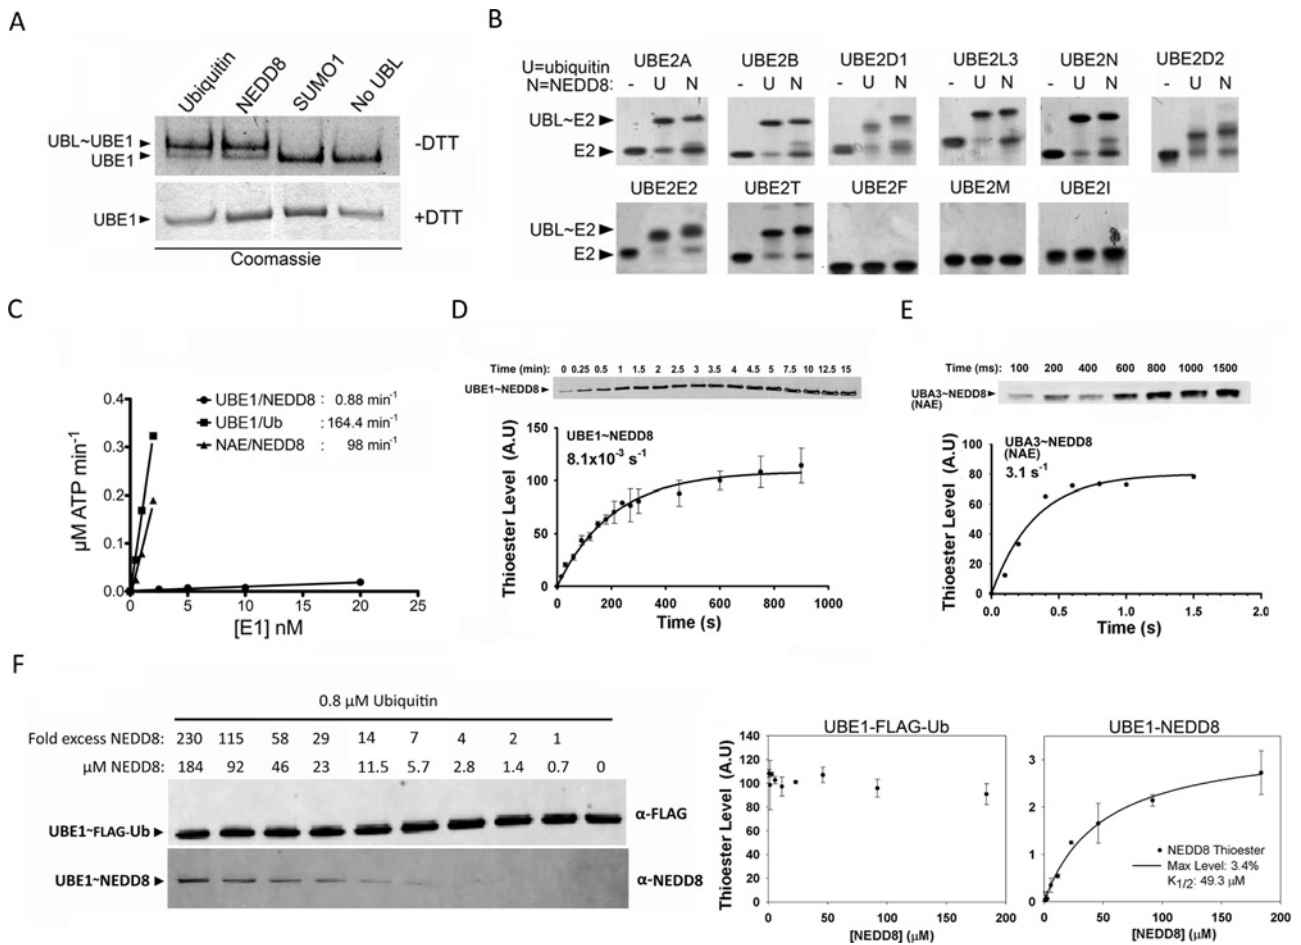 A
Ubiquitin
NEDD8
SUMO1
No UBL
UBL~UBE1
UBE1
-DTT
UBE1
+DTT
Coomassie
B
U=ubiquitin
N=NEDD8:
UBE2A
UBE2B
UBE2D1
UBE2L3
UBE2N
UBE2D2
- U N
- U N
- U N
- U N
- U N
- U N
UBL~E2
E2
UBE2E2
UBE2T
UBE2F
UBE2M
UBE2I
UBL~E2
E2
C
UBE1/NEDD8 : 0.88 min-1
UBE1/Ub : 164.4 min-1
NAE/NEDD8 : 98 min-1
µM ATP min-1
0.4
0.3
0.2
0.1
0.0
0 5 10 15 20 25
[E1] nM
D
Time (min): 0 0.25 0.5 1 1.5 2 2.5 3 3.5 4 4.5 5 7.5 10 12.5 15
UBE1~NEDD8
UBE1~NEDD8
8.1x10-3 s-1
Thioester Level (A.U)
150
100
50
0
0 200 400 600 800 1000
Time (s)
E
Time (ms): 100 200 400 600 800 1000 1500
UBA3~NEDD8
(NAE)
UBA3~NEDD8
(NAE)
3.1 s-1
Thioester Level (A.U)
80
60
40
20
0
0.0 0.5 1.0 1.5 2.0
Time (s)
F
0.8 µM Ubiquitin
Fold excess NEDD8: 230 115 58 29 14 7 4 2 1
µM NEDD8: 184 92 46 23 11.5 5.7 2.8 1.4 0.7 0
UBE1~FLAG-Ub
α-FLAG
UBE1~NEDD8
α-NEDD8
UBE1-FLAG-Ub
Thioester Level (A.U)
140
120
100
80
60
40
20
0
0 50 100 150 200
[NEDD8] (µM)
UBE1-NEDD8
3
2
1
0
NEDD8 Thioester
Max Level: 3.4%
K1/2: 49.3 µM
0 50 100 150 200
[NEDD8] (µM)